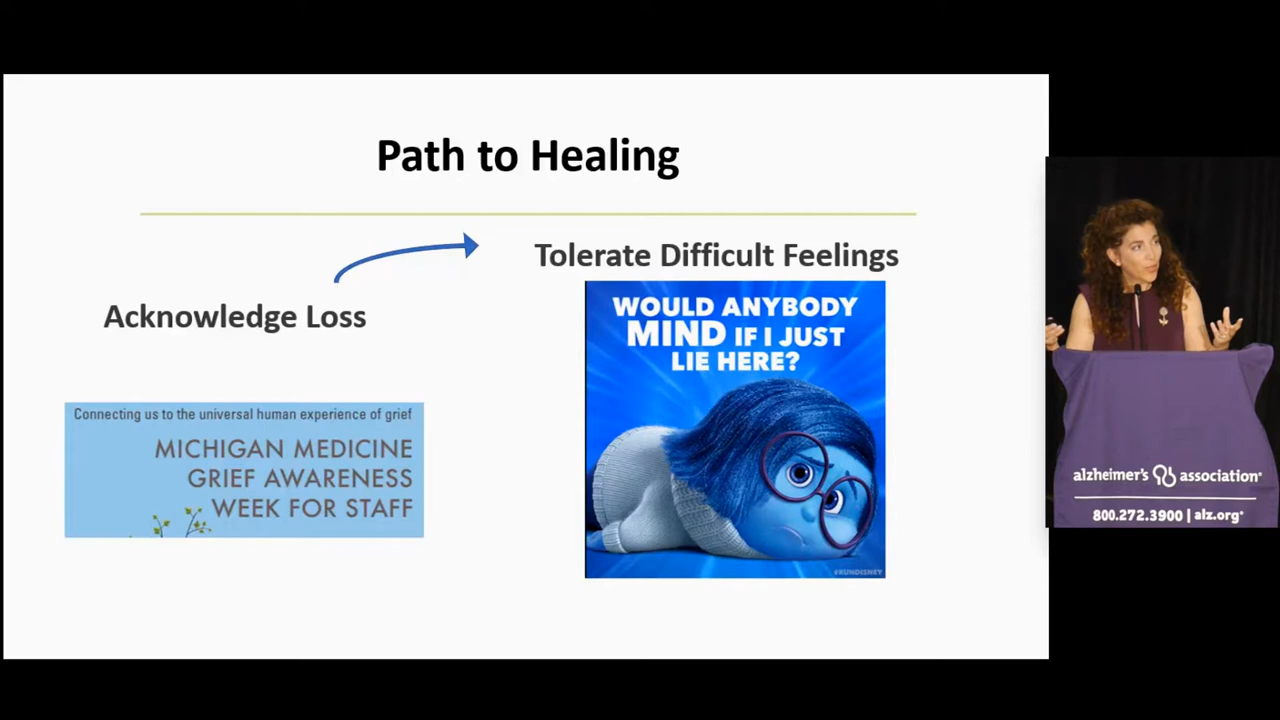 Path to Healing
Tolerate Difficult Feelings
Acknowledge Loss
WOULD ANYBODY
MIND IF I JUST
LIE HERE?
#RUNDISNEY
Connecting us to the universal human experience of grief
MICHIGAN MEDICINE
GRIEF AWARENESS
WEEK FOR STAFF
alzheimer's association®
800.272.3900 | alz.org®